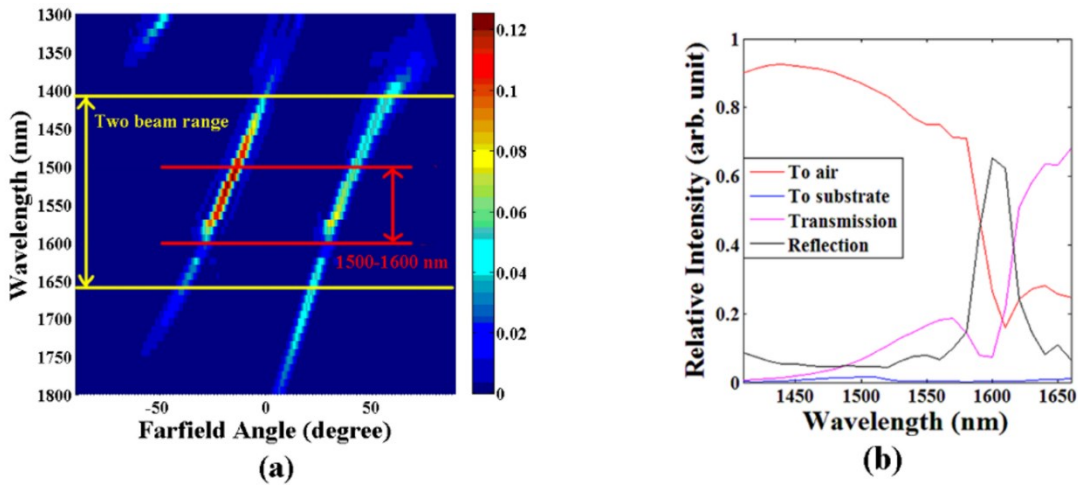 1300
1350
1400
1450
1500
1550
1600
1650
1700
1750
1800
Wavelength (nm)
Two beam range
1500-1600 nm
-50
0
50
Farfield Angle (degree)
0.12
0.1
0.08
0.06
0.04
0.02
0
(a)
1
0.8
0.6
0.4
0.2
0
Relative Intensity (arb. unit)
To air
To substrate
Transmission
Reflection
1450
1500
1550
1600
1650
Wavelength (nm)
(b)